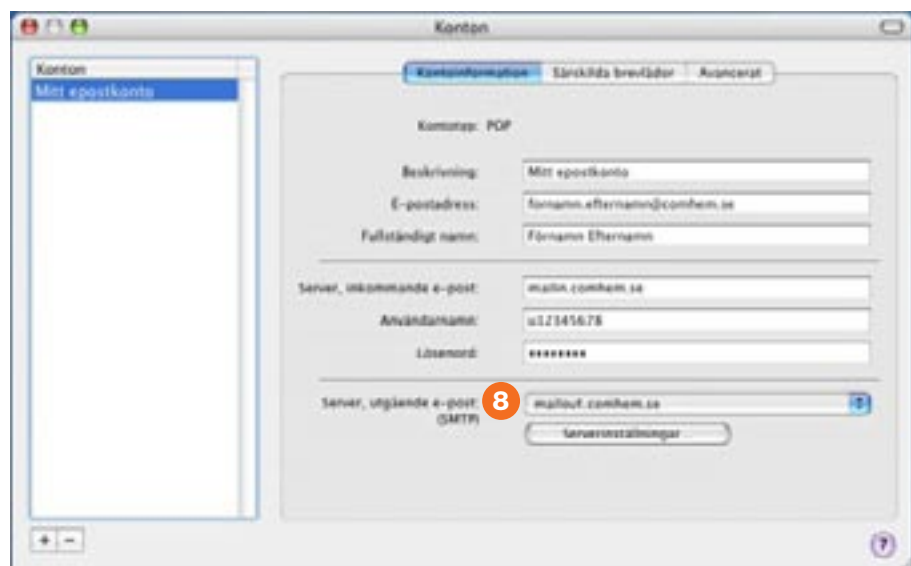 Konton
Konton
Mitt epostkonto
Kontoinformation Särskilda brevlådor Avancerat
Kontotyp: POP
Beskrivning: Mitt epostkonto
E-postadress: fornamn.efternamn@comhem.se
Fullständigt namn: Förnamn Efternamn
Server, inkommande e-post: mailin.comhem.se
Användarnamn: u12345678
Lösenord: ••••••••
Server, utgående e-post: 8 mailout.comhem.se
(SMTP)
Serverinställningar...
+ − ?